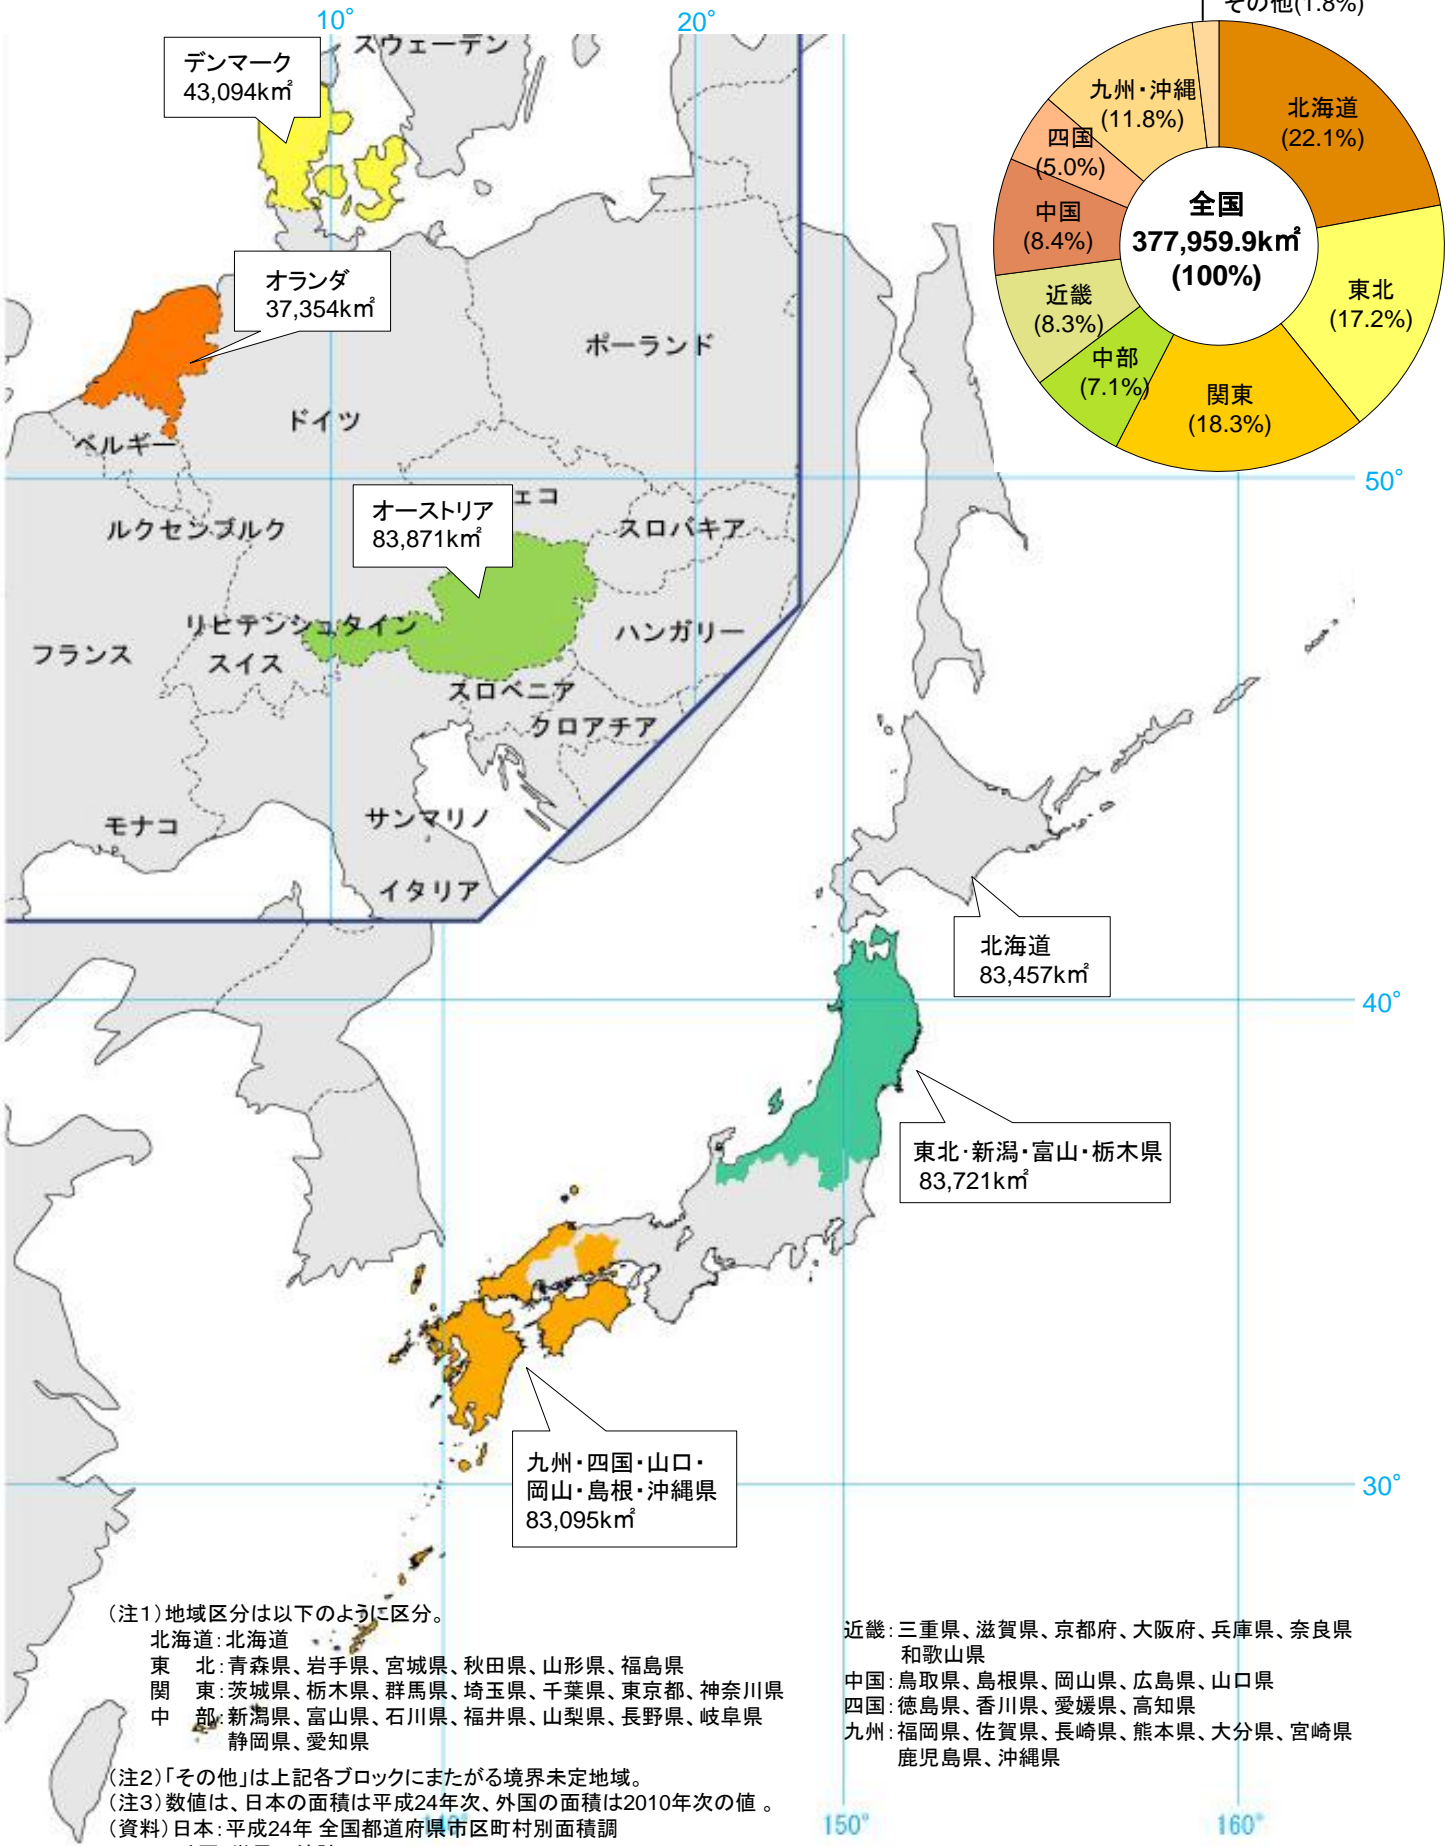 その他(1.8%)
10°
20°
スウェーデン
デンマーク
43,094k㎡
九州・沖縄
(11.8%)
北海道
(22.1%)
四国
(5.0%)
中国
(8.4%)
全国
377,959.9k㎡
(100%)
近畿
(8.3%)
東北
(17.2%)
中部
(7.1%)
関東
(18.3%)
オランダ
37,354k㎡
ポーランド
ドイツ
ベルギー
50°
オーストリア
83,871k㎡
ェコ
スロバキア
ルクセンブルク
リヒテンシュタイン
ハンガリー
フランス
スイス
スロベニア
クロアチア
モナコ
サンマリノ
イタリア
北海道
83,457k㎡
40°
東北・新潟・富山・栃木県
83,721k㎡
九州・四国・山口・
岡山・島根・沖縄県
83,095k㎡
30°
(注1)地域区分は以下のように区分。
北海道：北海道
東　北：青森県、岩手県、宮城県、秋田県、山形県、福島県
関　東：茨城県、栃木県、群馬県、埼玉県、千葉県、東京都、神奈川県
中　部：新潟県、富山県、石川県、福井県、山梨県、長野県、岐阜県
静岡県、愛知県
近畿：三重県、滋賀県、京都府、大阪府、兵庫県、奈良県
和歌山県
中国：鳥取県、島根県、岡山県、広島県、山口県
四国：徳島県、香川県、愛媛県、高知県
九州：福岡県、佐賀県、長崎県、熊本県、大分県、宮崎県
鹿児島県、沖縄県
(注2)「その他」は上記各ブロックにまたがる境界未定地域。
(注3)数値は、日本の面積は平成24年次、外国の面積は2010年次の値 。
(資料)日本：平成24年 全国都道府県市区町村別面積調
140°
150°
160°